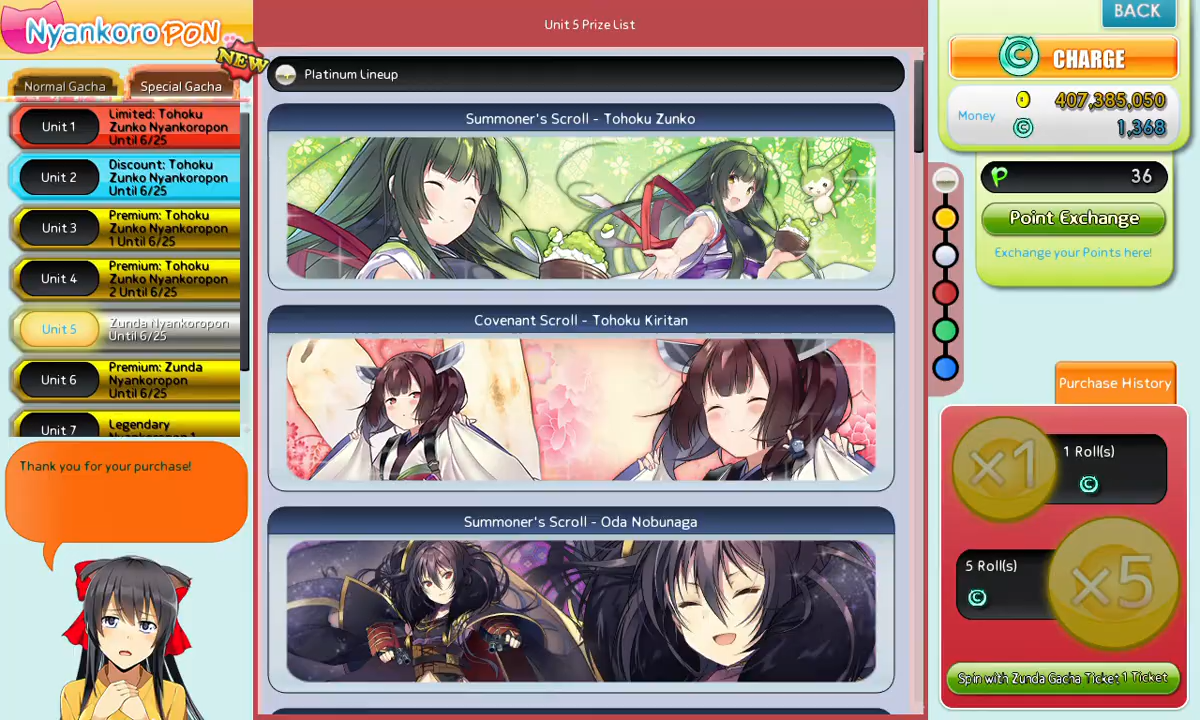 Nyankoro PON
NEW
Normal Gacha
Special Gacha
Unit 1
Limited: Tohoku
Zunko Nyankoropon
Until 6/25
Unit 2
Discount: Tohoku
Zunko Nyankoropon
Until 6/25
Unit 3
Premium: Tohoku
Zunko Nyankoropon
1 Until 6/25
Unit 4
Premium: Tohoku
Zunko Nyankoropon
2 Until 6/25
Unit 5
Zunda Nyankoropon
Until 6/25
Unit 6
Premium: Zunda
Nyankoropon
Until 6/25
Unit 7
Legendary
Nyankoropon 1
Thank you for your purchase!
Unit 5 Prize List
Platinum Lineup
Summoner's Scroll - Tohoku Zunko
Covenant Scroll - Tohoku Kiritan
Summoner's Scroll - Oda Nobunaga
BACK
C CHARGE
Money
407,385,050
C 1,368
P 36
Point Exchange
Exchange your Points here!
Purchase History
×1
1 Roll(s)
C
5 Roll(s)
C
×5
Spin with Zunda Gacha Ticket 1 Ticket